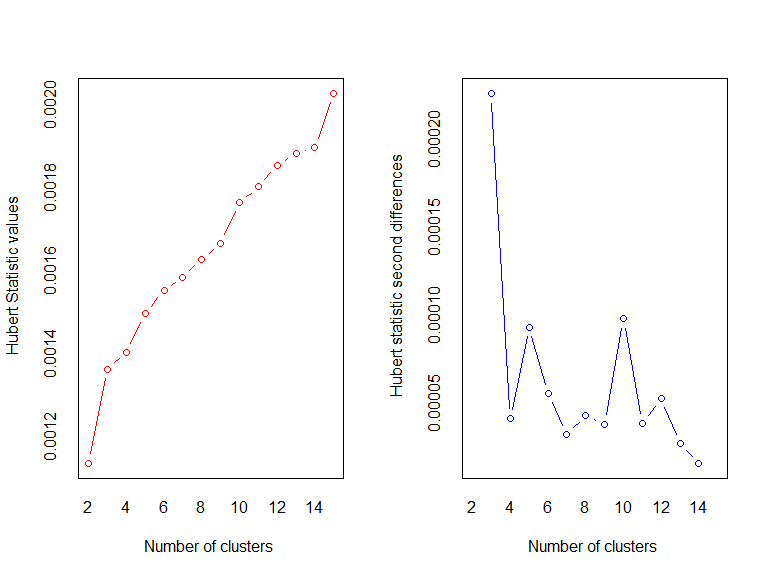 Hubert Statistic values
0.0012 0.0014 0.0016 0.0018 0.0020
2 4 6 8 10 12 14
Number of clusters
Hubert statistic second differences
0.00005 0.00010 0.00015 0.00020
2 4 6 8 10 12 14
Number of clusters